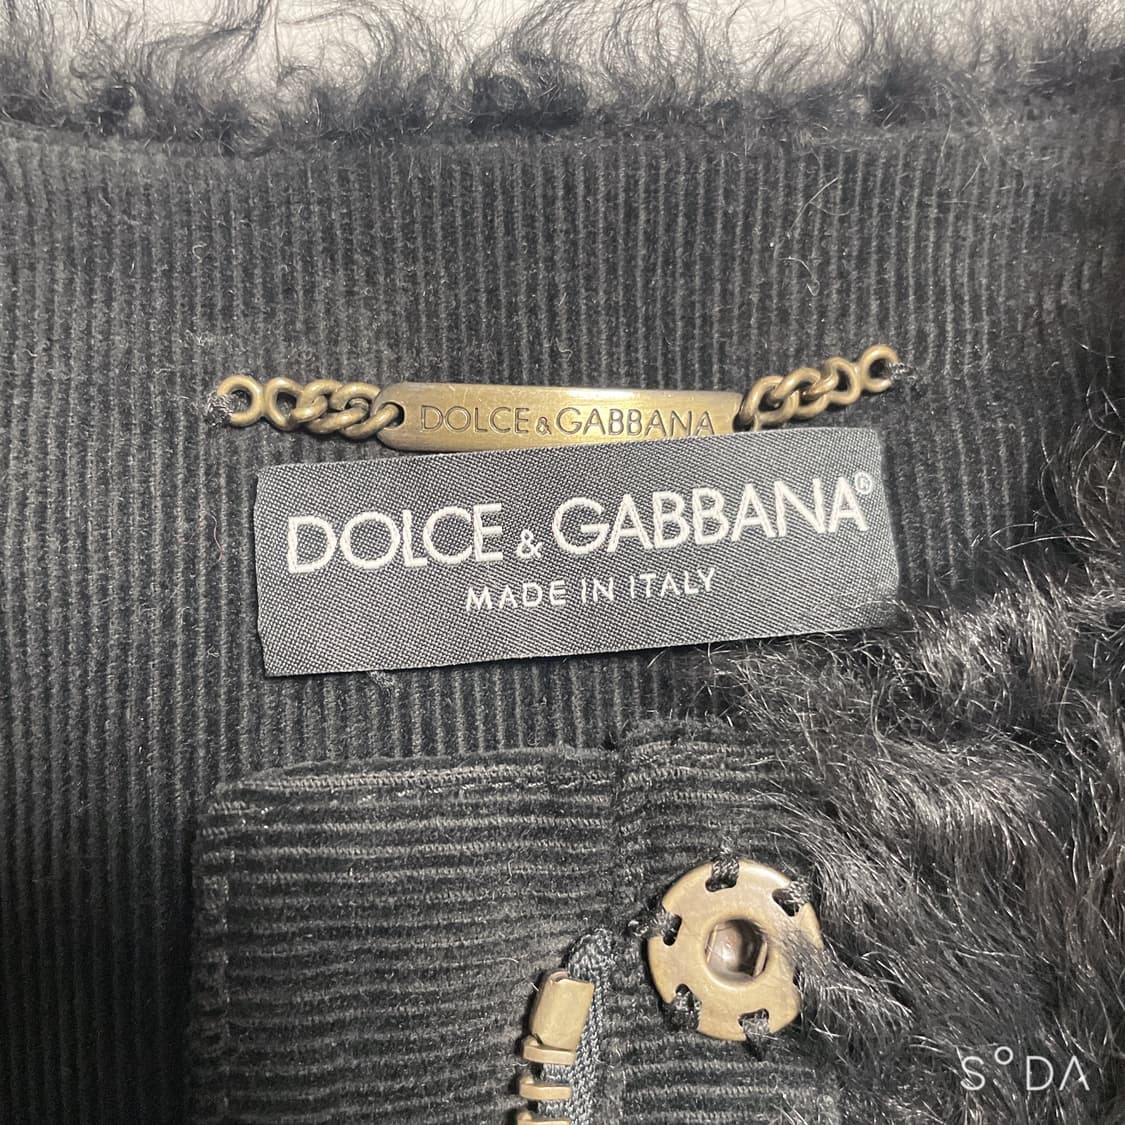 DOLCE & GABBANA
DOLCE & GABBANA®
MADE IN ITALY
S°DA